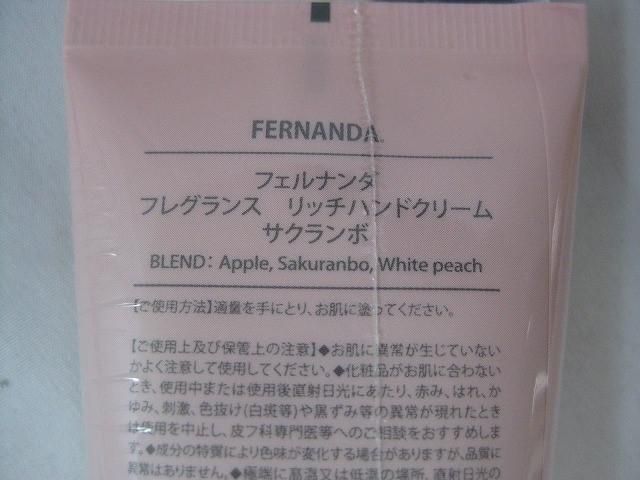 FERNANDA
フェルナンダ
フレグランス リッチハンドクリーム
サクランボ
BLEND: Apple, Sakuranbo, White peach
【ご使用方法】適量を手にとり、お肌に塗ってください。
【ご使用上及び保管上の注意】◆お肌に異常が生じていない
かよく注意して使用してください。◆化粧品がお肌に合わない
とき、使用中または使用後直射日光にあたり、赤み、はれ、か
ゆみ、刺激、色抜け(白斑等)や黒ずみ等の異常が現れたとき
は使用を中止し、皮フ科専門医等へのご相談をおすすめしま
す。◆成分の特質により色味が変化する場合がありますが、品質に
異常はありません。◆極端に高温又は低温の場所、直射日光の